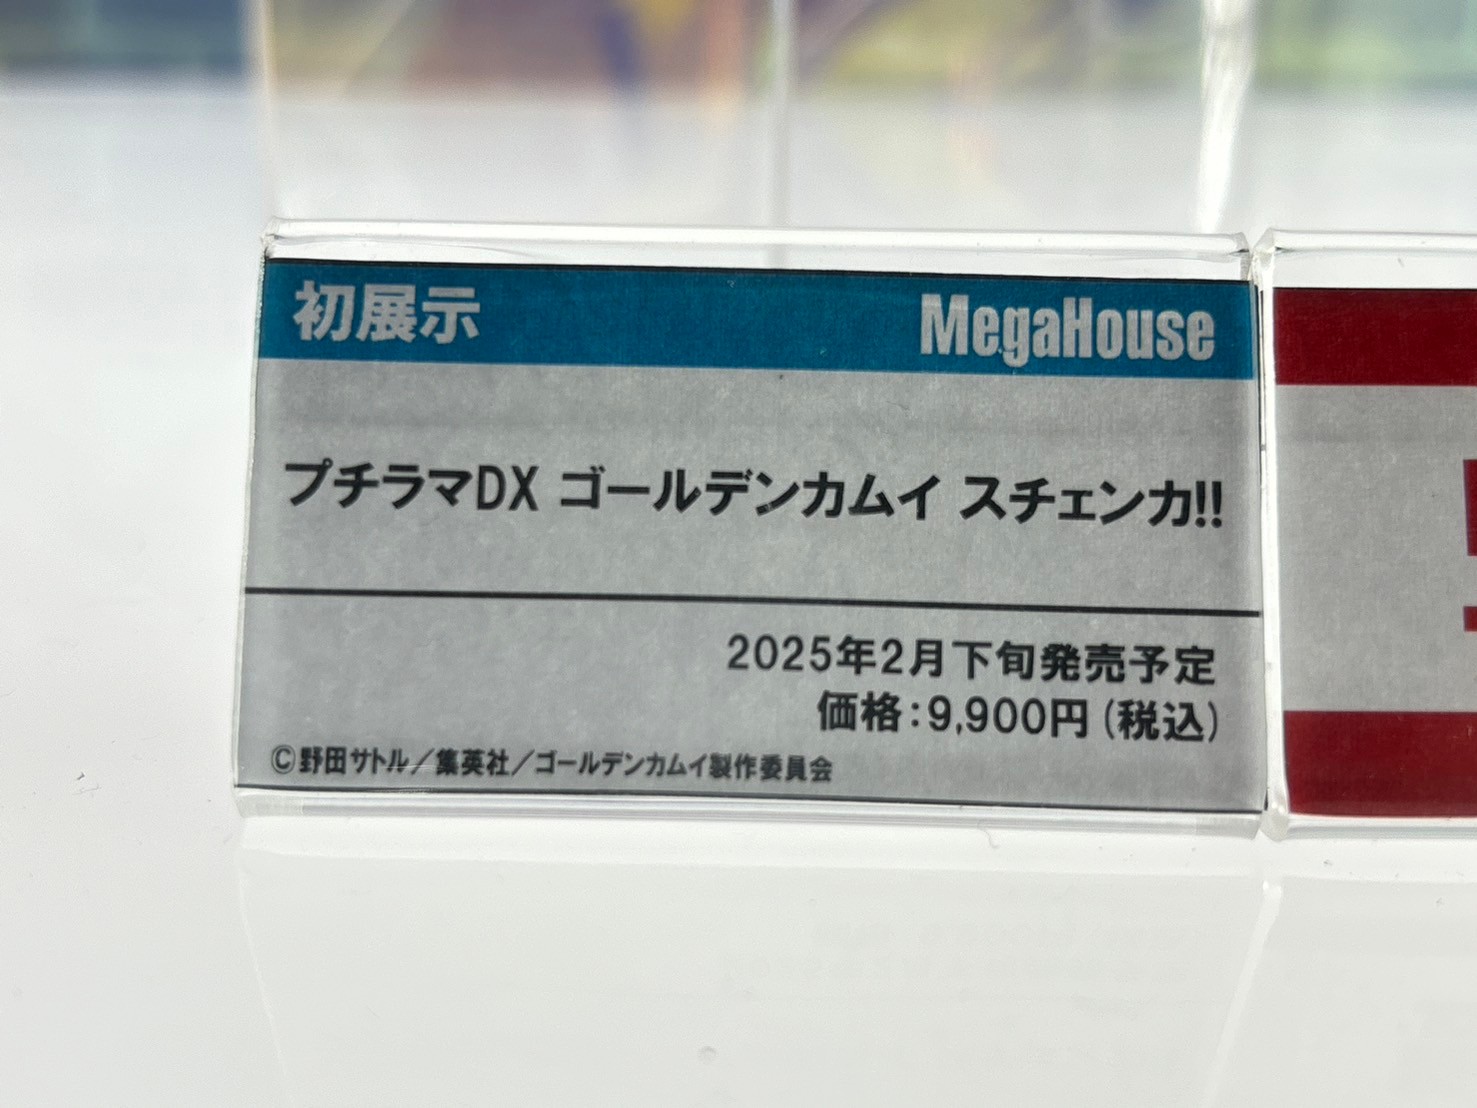 初展示 MegaHouse
プチラマDX ゴールデンカムイ スチェンカ!!
2025年2月下旬発売予定
価格:9,900円(税込)
©野田サトル/集英社/ゴールデンカムイ製作委員会